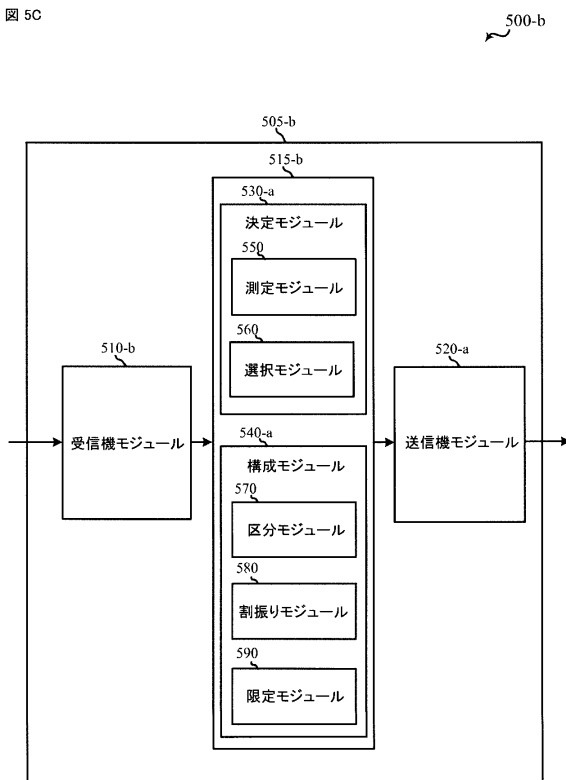 図 5C
500-b
505-b
515-b
530-a
決定モジュール
550
測定モジュール
560
選択モジュール
510-b
受信機モジュール
520-a
送信機モジュール
540-a
構成モジュール
570
区分モジュール
580
割振りモジュール
590
限定モジュール